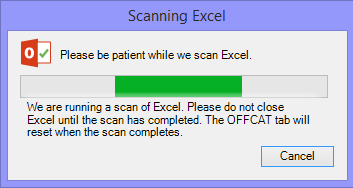 Scanning Excel
Please be patient while we scan Excel.
We are running a scan of Excel. Please do not close
Excel until the scan has completed. The OFFCAT tab will
reset when the scan completes.
Cancel